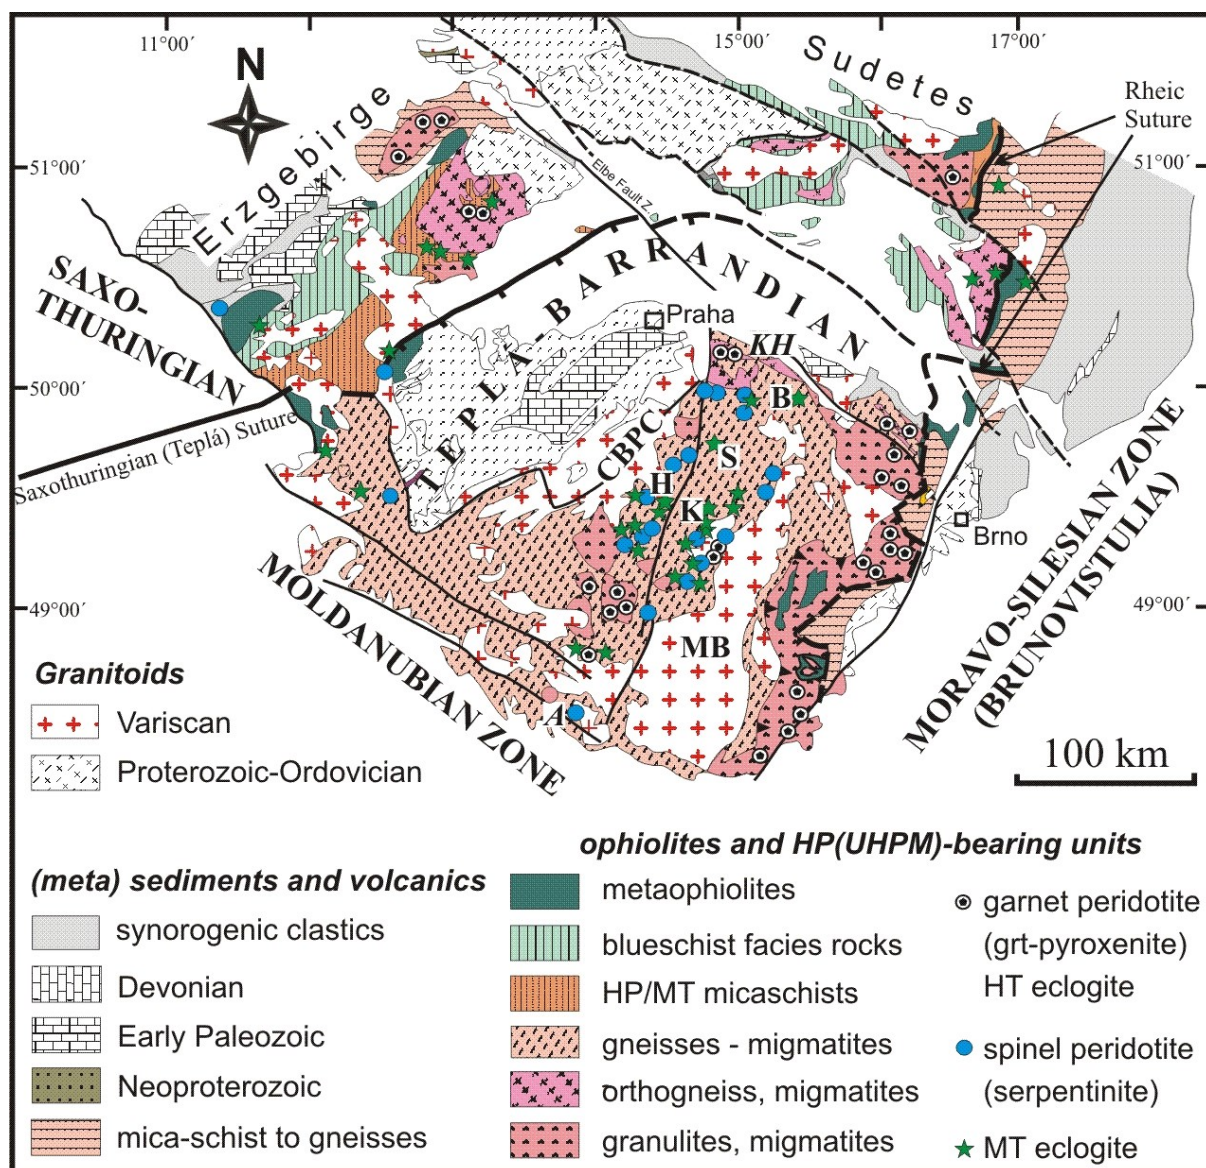 11°00´
15°00´
17°00´
N
Sudetes
Rheic
Suture
Erzgebirge
51°00´
51°00´
Elbe Fault Z.
SAXO-
THURINGIAN
TEPLÁ-BARRANDIAN
Praha
KH
50°00´
50°00´
B
CBPC
Saxothuringian (Teplá) Suture
S
H
K
Brno
49°00´
49°00´
MOLDANUBIAN ZONE
MB
A
MORAVO-SILESIAN ZONE
(BRUNOVISTULIA)
100 km
Granitoids
Variscan
Proterozoic-Ordovician
(meta) sediments and volcanics
synorogenic clastics
Devonian
Early Paleozoic
Neoproterozoic
mica-schist to gneisses
ophiolites and HP(UHPM)-bearing units
metaophiolites
blueschist facies rocks
HP/MT micaschists
gneisses - migmatites
orthogneiss, migmatites
granulites, migmatites
garnet peridotite
(grt-pyroxenite)
HT eclogite
spinel peridotite
(serpentinite)
MT eclogite